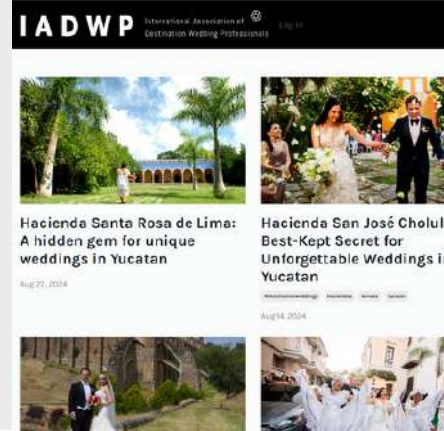 IADWP
International Association of
Destination Wedding Professionals
Log In
Hacienda Santa Rosa de Lima:
A hidden gem for unique
weddings in Yucatan
Aug 27, 2024
Hacienda San José Cholul
Best-Kept Secret for
Unforgettable Weddings i
Yucatan
Aug 14, 2024